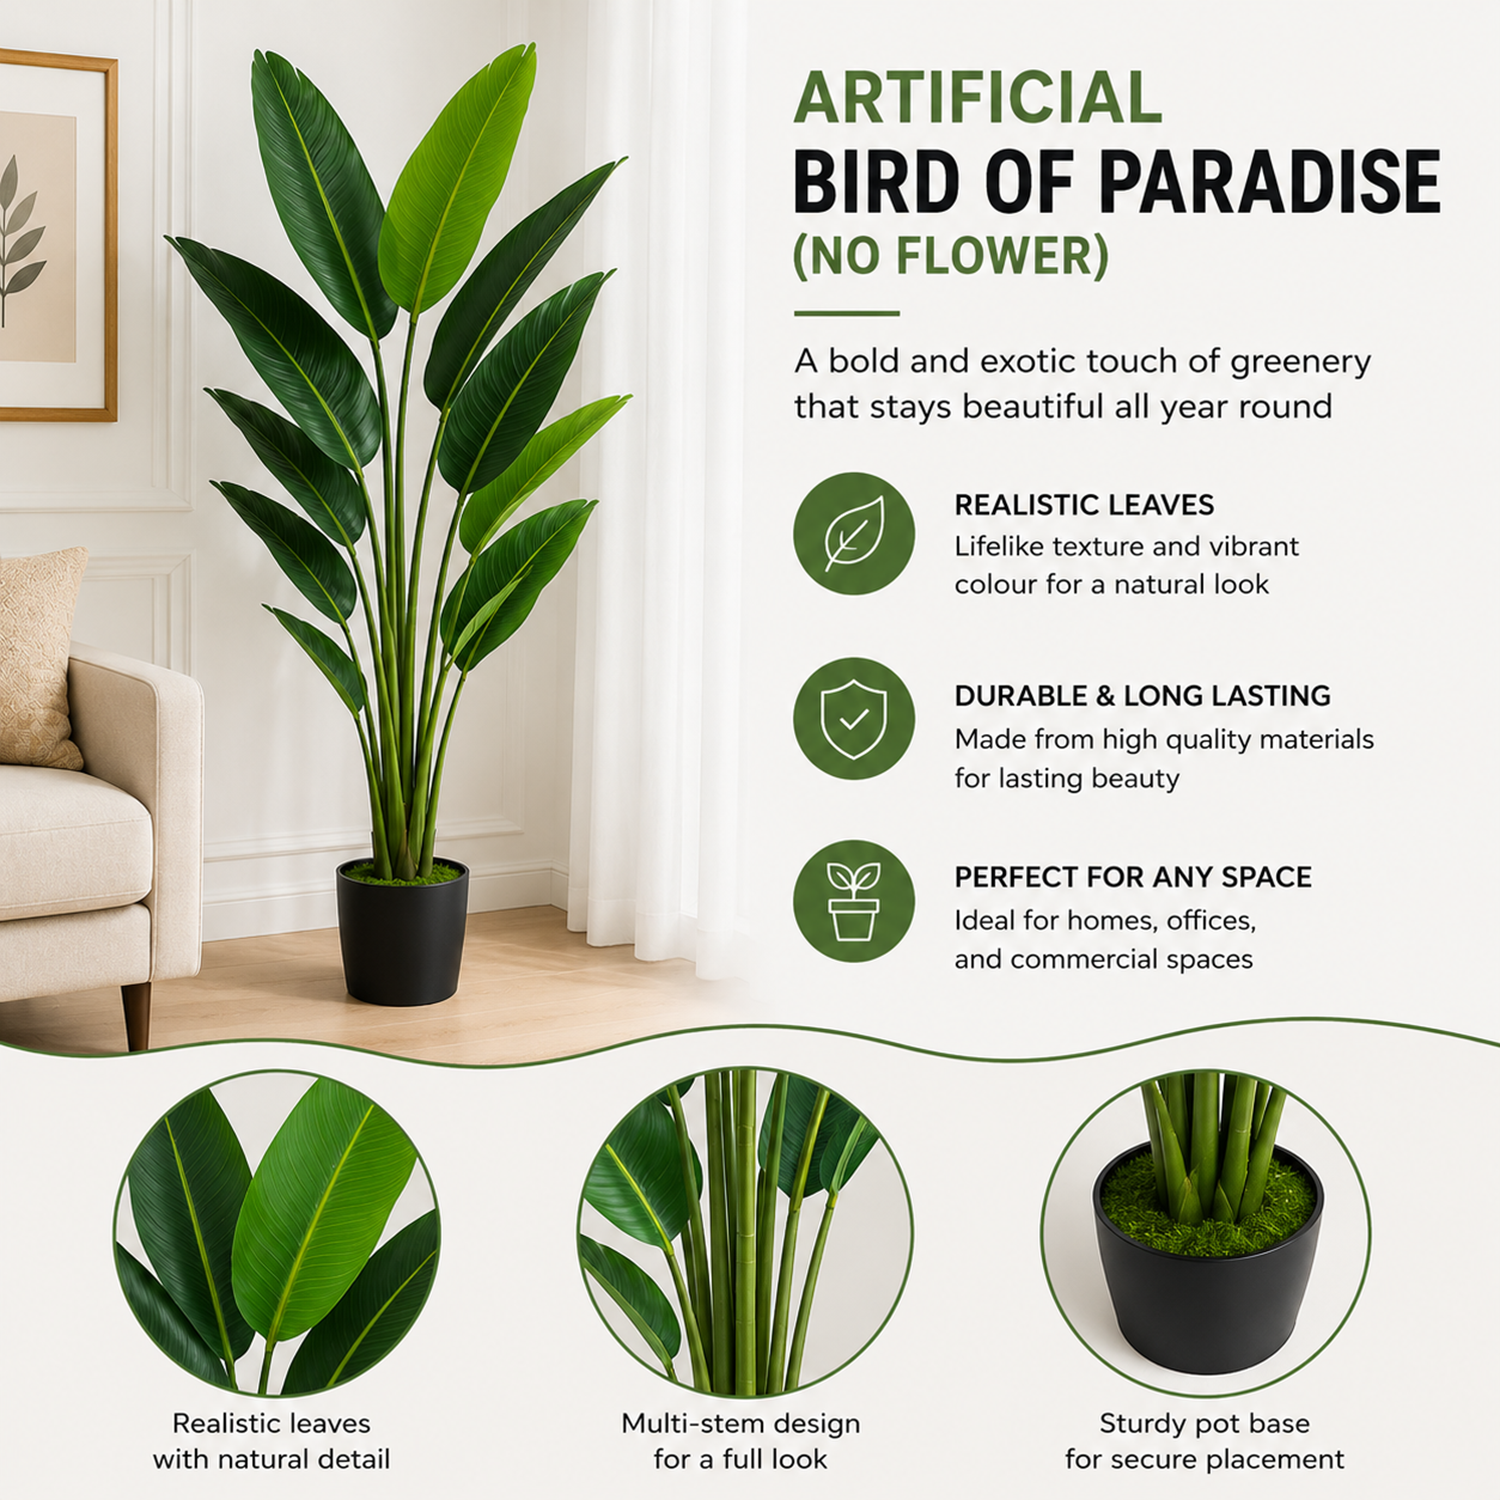 ARTIFICIAL
BIRD OF PARADISE
(NO FLOWER)
A bold and exotic touch of greenery
that stays beautiful all year round
REALISTIC LEAVES
Lifelike texture and vibrant
colour for a natural look
DURABLE & LONG LASTING
Made from high quality materials
for lasting beauty
PERFECT FOR ANY SPACE
Ideal for homes, offices,
and commercial spaces
Realistic leaves
with natural detail
Multi-stem design
for a full look
Sturdy pot base
for secure placement